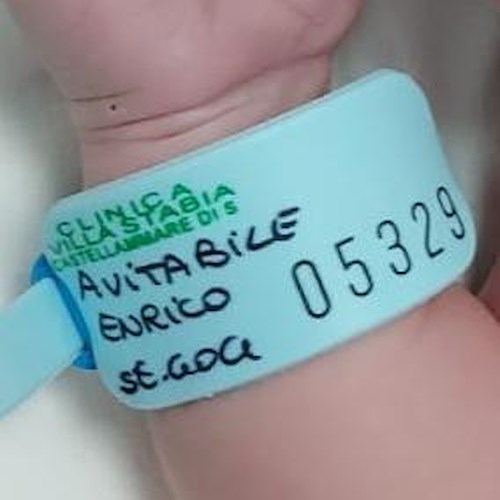 CLINICA
VILLA STABIA
CASTELLAMMARE DI S
AVITABILE
ENRICO
05329